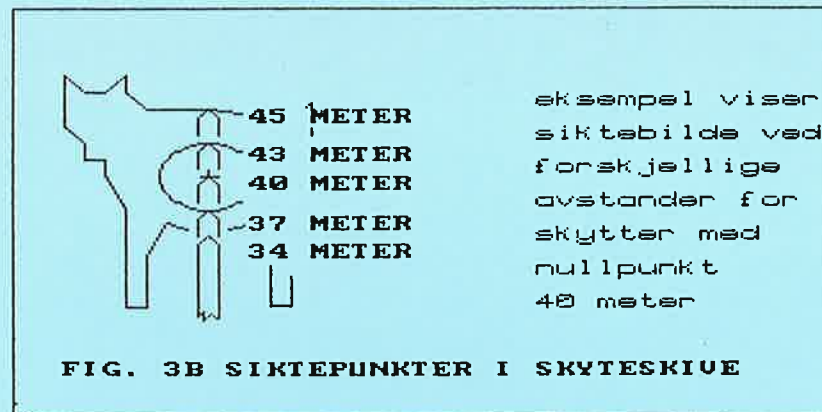 45 METER
43 METER
40 METER
37 METER
34 METER
eksempel viser
siktebilde ved
forskjellige
avstander for
skytter med
nullpunkt
40 meter
FIG. 3B SIKTEPUNKTER I SKYTESKIVE